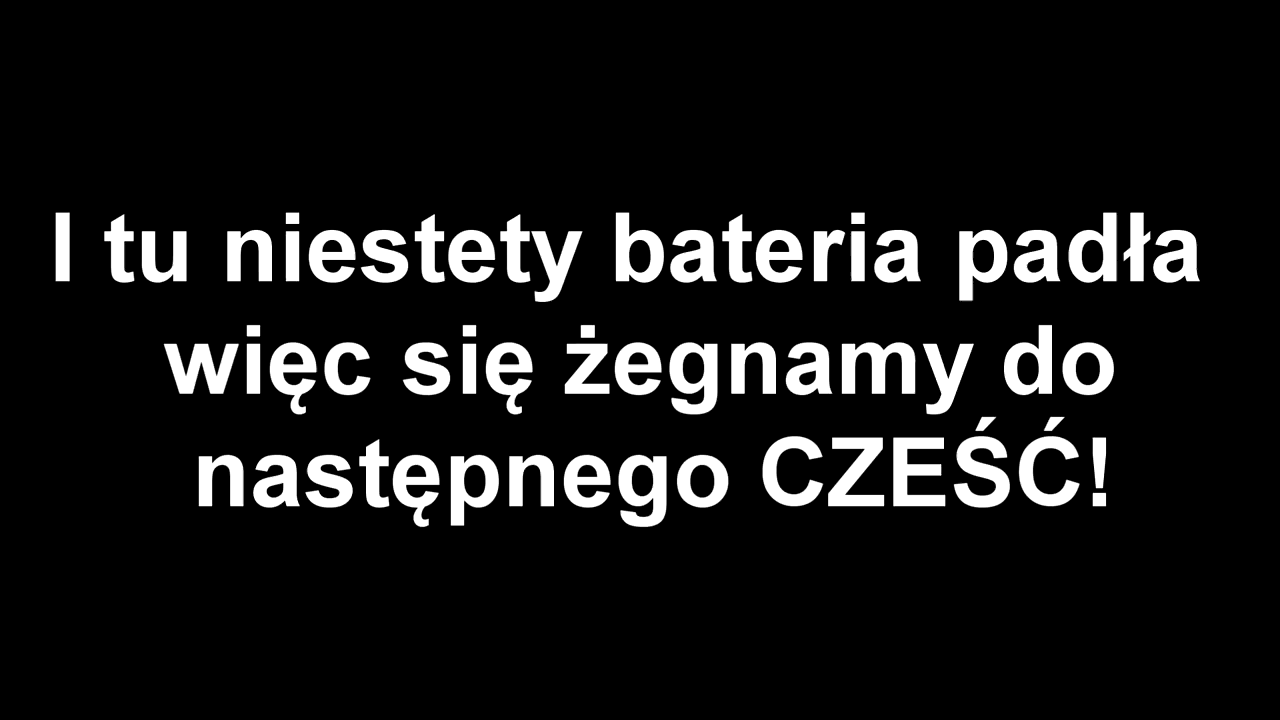 I tu niestety bateria padła
więc się żegnamy do
następnego CZEŚĆ!